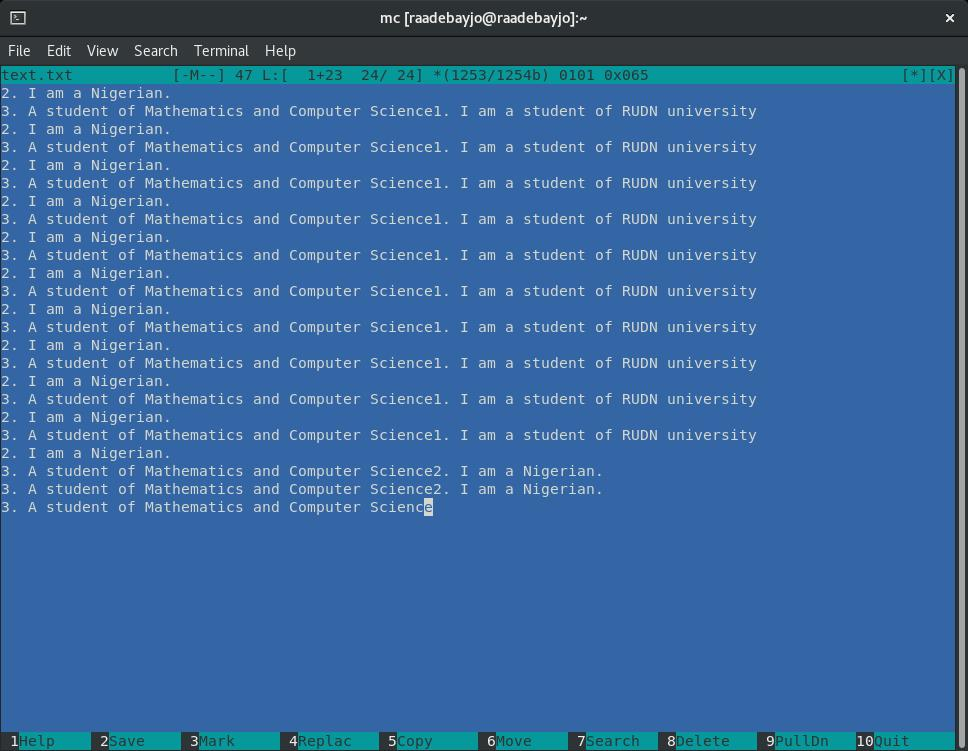 mc [raadebayjo@raadebayjo]:~ ×
File Edit View Search Terminal Help
text.txt [-M--] 47 L:[ 1+23 24/ 24] *(1253/1254b) 0101 0x065 [*][X]
2. I am a Nigerian.
3. A student of Mathematics and Computer Science1. I am a student of RUDN university
2. I am a Nigerian.
3. A student of Mathematics and Computer Science1. I am a student of RUDN university
2. I am a Nigerian.
3. A student of Mathematics and Computer Science1. I am a student of RUDN university
2. I am a Nigerian.
3. A student of Mathematics and Computer Science1. I am a student of RUDN university
2. I am a Nigerian.
3. A student of Mathematics and Computer Science1. I am a student of RUDN university
2. I am a Nigerian.
3. A student of Mathematics and Computer Science1. I am a student of RUDN university
2. I am a Nigerian.
3. A student of Mathematics and Computer Science1. I am a student of RUDN university
2. I am a Nigerian.
3. A student of Mathematics and Computer Science1. I am a student of RUDN university
2. I am a Nigerian.
3. A student of Mathematics and Computer Science1. I am a student of RUDN university
2. I am a Nigerian.
3. A student of Mathematics and Computer Science1. I am a student of RUDN university
2. I am a Nigerian.
3. A student of Mathematics and Computer Science2. I am a Nigerian.
3. A student of Mathematics and Computer Science2. I am a Nigerian.
3. A student of Mathematics and Computer Science
1Help 2Save 3Mark 4Replac 5Copy 6Move 7Search 8Delete 9PullDn 10Quit